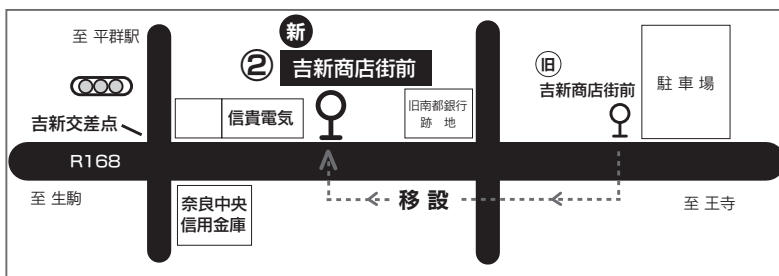 至 平群駅
新
② 吉新商店街前
旧
吉新商店街前
駐 車 場
吉新交差点
信貴電気
旧南都銀行
跡　地
R168
至 生駒
奈良中央
信用金庫
移 設
至 王寺